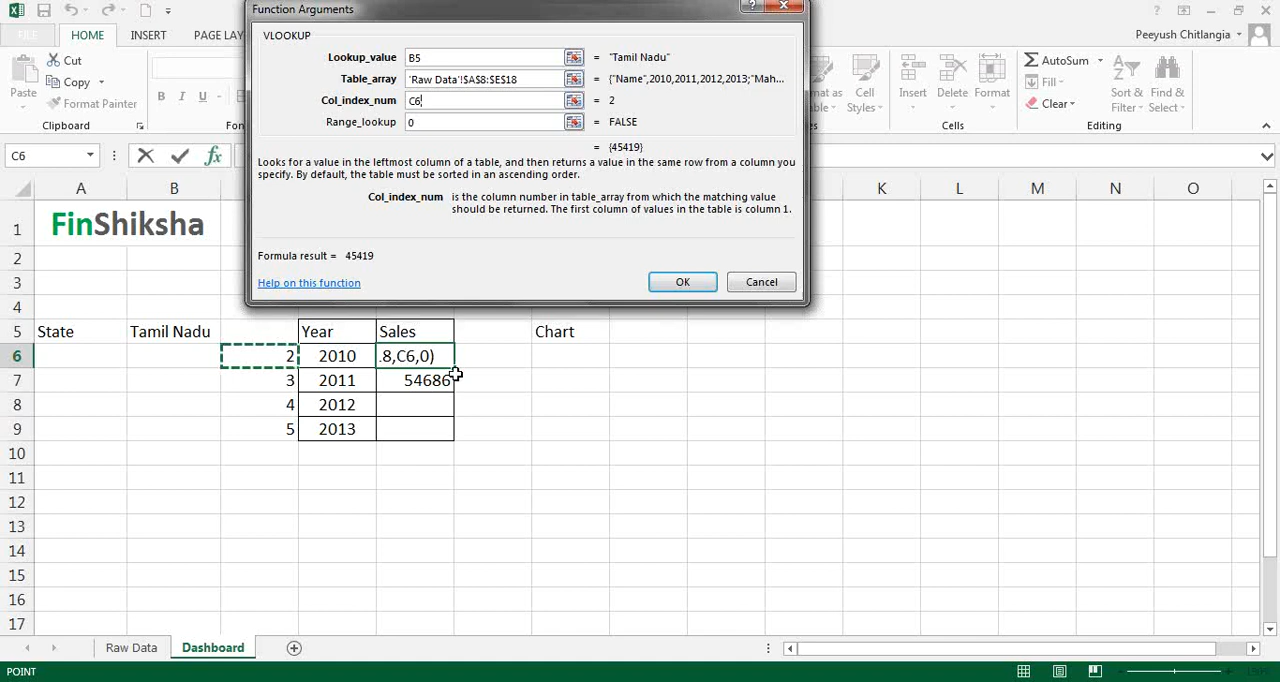 Function Arguments
?
Peeyush Chitlangia
FILE
HOME
INSERT
PAGE LAY
VLOOKUP
Lookup_value B5 = "Tamil Nadu"
Table_array 'Raw Data'!$A$8:$E$18 = {"Name",2010,2011,2012,2013;"Mah...
Col_index_num C6 = 2
Range_lookup 0 = FALSE
= {45419}
Looks for a value in the leftmost column of a table, and then returns a value in the same row from a column you
specify. By default, the table must be sorted in an ascending order.
Col_index_num is the column number in table_array from which the matching value
should be returned. The first column of values in the table is column 1.
Formula result = 45419
Help on this function
OK
Cancel
Paste
Cut
Copy
Format Painter
Clipboard
B I U
Fon
Cell
Styles
Insert
Delete
Format
Cells
AutoSum
Fill
Clear
Sort &
Filter
Find &
Select
Editing
C6
fx
A B K L M N O
1 FinShiksha
2
3
4
5 State Tamil Nadu Year Sales Chart
6 2 2010 .8,C6,0)
7 3 2011 54686
8 4 2012
9 5 2013
10
11
12
13
14
15
16
17
Raw Data
Dashboard
POINT